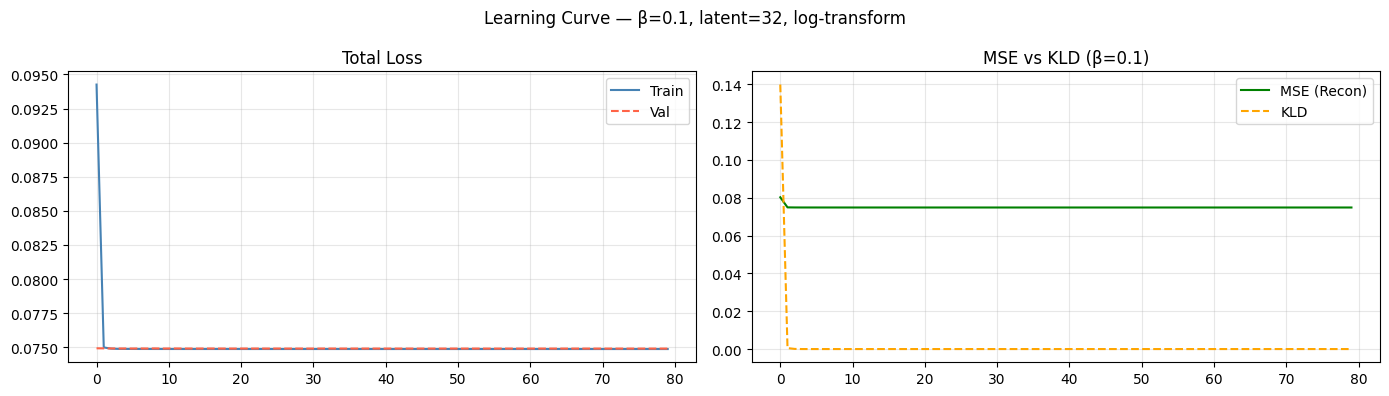 Learning Curve — β=0.1, latent=32, log-transform
Total Loss
0.0950
0.0925
0.0900
0.0875
0.0850
0.0825
0.0800
0.0775
0.0750
Train
Val
0 10 20 30 40 50 60 70 80
MSE vs KLD (β=0.1)
0.14
0.12
0.10
0.08
0.06
0.04
0.02
0.00
MSE (Recon)
KLD
0 10 20 30 40 50 60 70 80